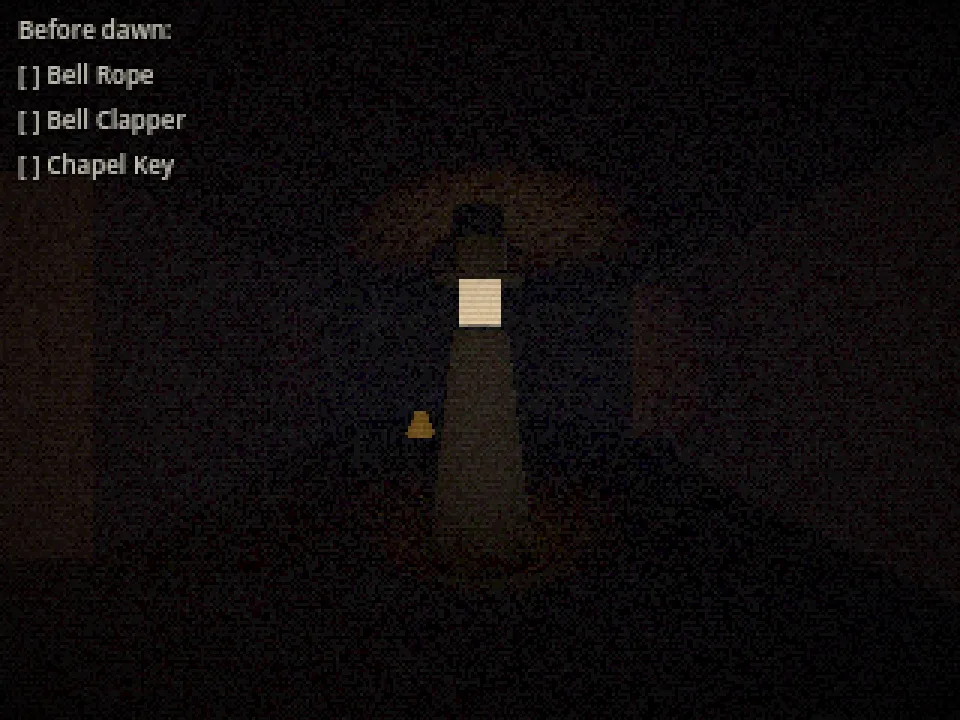 Before dawn:
[ ] Bell Rope
[ ] Bell Clapper
[ ] Chapel Key